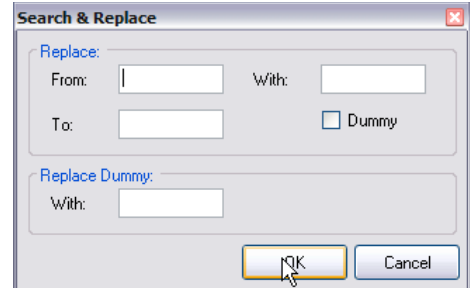 Search & Replace
Replace:
From: With:
To: Dummy
Replace Dummy:
With:
OK Cancel